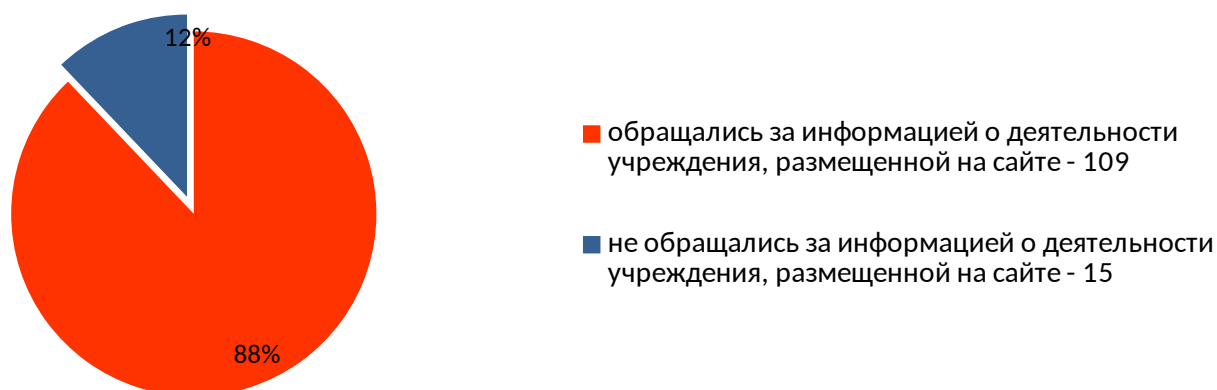 12%
88%
обращались за информацией о деятельности
учреждения, размещенной на сайте - 109
не обращались за информацией о деятельности
учреждения, размещенной на сайте - 15